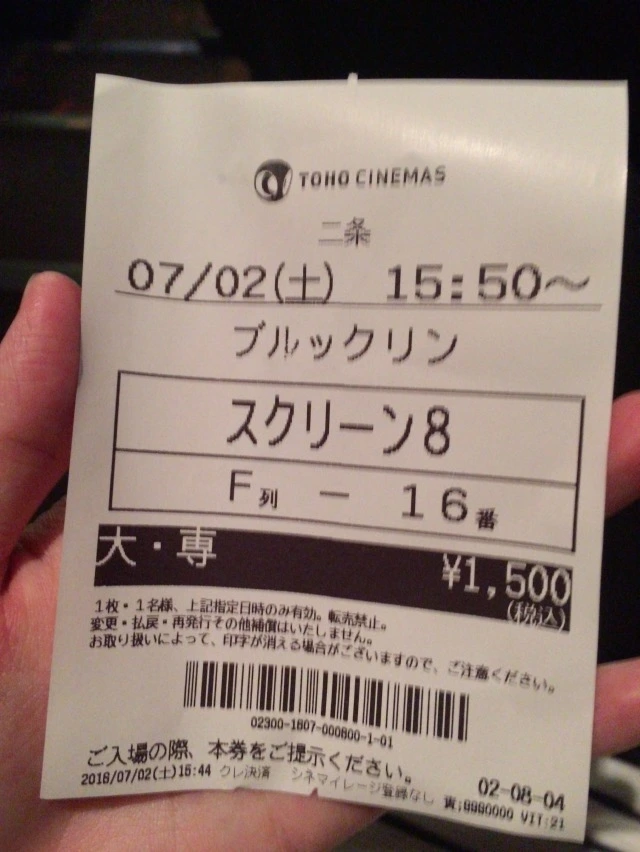 TOHO CINEMAS
二条
07/02(土) 15:50〜
ブルックリン
スクリーン8
F列 － 16番
大・専 ¥1,500
(税込)
1枚・1名様、上記指定日時のみ有効。転売禁止。
変更・払戻・再発行その他補償はいたしません。
お取り扱いによって、印字が消える場合がございますので、ご注意ください。
02300-1607-000800-1-01
ご入場の際、本券をご提示ください。
2016/07/02(土)15:44 クレ決済 シネマイレージ登録なし 02-08-04
VIT:21